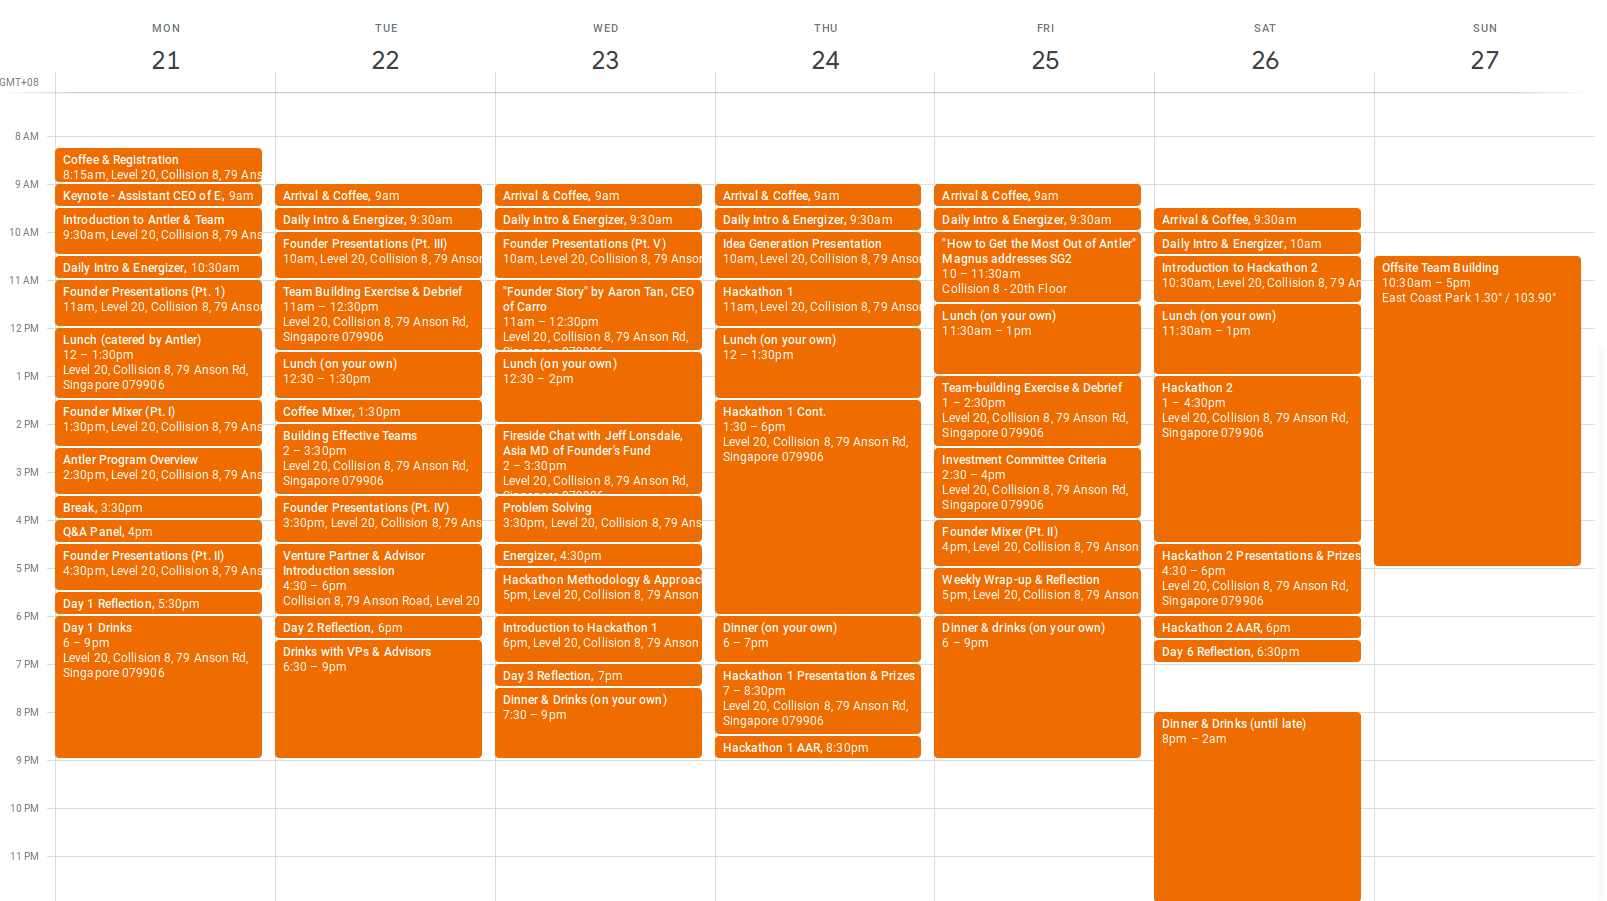 MON
21
TUE
22
WED
23
THU
24
FRI
25
SAT
26
SUN
27
GMT+08
8 AM
9 AM
10 AM
11 AM
12 PM
1 PM
2 PM
3 PM
4 PM
5 PM
6 PM
7 PM
8 PM
9 PM
10 PM
11 PM
Coffee & Registration
8:15am, Level 20, Collision 8, 79 Ans
Keynote - Assistant CEO of E, 9am
Introduction to Antler & Team
9:30am, Level 20, Collision 8, 79 Ans
Daily Intro & Energizer, 10:30am
Founder Presentations (Pt. 1)
11am, Level 20, Collision 8, 79 Anson
Lunch (catered by Antler)
12 – 1:30pm
Level 20, Collision 8, 79 Anson Rd,
Singapore 079906
Founder Mixer (Pt. I)
1:30pm, Level 20, Collision 8, 79 Ans
Antler Program Overview
2:30pm, Level 20, Collision 8, 79 Ans
Break, 3:30pm
Q&A Panel, 4pm
Founder Presentations (Pt. II)
4:30pm, Level 20, Collision 8, 79 Ans
Day 1 Reflection, 5:30pm
Day 1 Drinks
6 – 9pm
Level 20, Collision 8, 79 Anson Rd,
Singapore 079906
Arrival & Coffee, 9am
Daily Intro & Energizer, 9:30am
Founder Presentations (Pt. III)
10am, Level 20, Collision 8, 79 Anson
Team Building Exercise & Debrief
11am – 12:30pm
Level 20, Collision 8, 79 Anson Rd,
Singapore 079906
Lunch (on your own)
12:30 – 1:30pm
Coffee Mixer, 1:30pm
Building Effective Teams
2 – 3:30pm
Level 20, Collision 8, 79 Anson Rd,
Singapore 079906
Founder Presentations (Pt. IV)
3:30pm, Level 20, Collision 8, 79 Ans
Venture Partner & Advisor
Introduction session
4:30 – 6pm
Collision 8, 79 Anson Road, Level 20
Day 2 Reflection, 6pm
Drinks with VPs & Advisors
6:30 – 9pm
Arrival & Coffee, 9am
Daily Intro & Energizer, 9:30am
Founder Presentations (Pt. V)
10am, Level 20, Collision 8, 79 Anson
"Founder Story" by Aaron Tan, CEO
of Carro
11am – 12:30pm
Level 20, Collision 8, 79 Anson Rd,
Lunch (on your own)
12:30 – 2pm
Fireside Chat with Jeff Lonsdale,
Asia MD of Founder's Fund
2 – 3:30pm
Level 20, Collision 8, 79 Anson Rd,
Problem Solving
3:30pm, Level 20, Collision 8, 79 Ans
Energizer, 4:30pm
Hackathon Methodology & Approac
5pm, Level 20, Collision 8, 79 Anson
Introduction to Hackathon 1
6pm, Level 20, Collision 8, 79 Anson
Day 3 Reflection, 7pm
Dinner & Drinks (on your own)
7:30 – 9pm
Arrival & Coffee, 9am
Daily Intro & Energizer, 9:30am
Idea Generation Presentation
10am, Level 20, Collision 8, 79 Anson
Hackathon 1
11am, Level 20, Collision 8, 79 Anson
Lunch (on your own)
12 – 1:30pm
Hackathon 1 Cont.
1:30 – 6pm
Level 20, Collision 8, 79 Anson Rd,
Singapore 079906
Dinner (on your own)
6 – 7pm
Hackathon 1 Presentation & Prizes
7 – 8:30pm
Level 20, Collision 8, 79 Anson Rd,
Singapore 079906
Hackathon 1 AAR, 8:30pm
Arrival & Coffee, 9am
Daily Intro & Energizer, 9:30am
"How to Get the Most Out of Antler"
Magnus addresses SG2
10 – 11:30am
Collision 8 - 20th Floor
Lunch (on your own)
11:30am – 1pm
Team-building Exercise & Debrief
1 – 2:30pm
Level 20, Collision 8, 79 Anson Rd,
Singapore 079906
Investment Committee Criteria
2:30 – 4pm
Level 20, Collision 8, 79 Anson Rd,
Singapore 079906
Founder Mixer (Pt. II)
4pm, Level 20, Collision 8, 79 Anson
Weekly Wrap-up & Reflection
5pm, Level 20, Collision 8, 79 Anson
Dinner & drinks (on your own)
6 – 9pm
Arrival & Coffee, 9:30am
Daily Intro & Energizer, 10am
Introduction to Hackathon 2
10:30am, Level 20, Collision 8, 79 An
Lunch (on your own)
11:30am – 1pm
Hackathon 2
1 – 4:30pm
Level 20, Collision 8, 79 Anson Rd,
Singapore 079906
Hackathon 2 Presentations & Prizes
4:30 – 6pm
Level 20, Collision 8, 79 Anson Rd,
Singapore 079906
Hackathon 2 AAR, 6pm
Day 6 Reflection, 6:30pm
Dinner & Drinks (until late)
8pm – 2am
Offsite Team Building
10:30am – 5pm
East Coast Park 1.30° / 103.90°